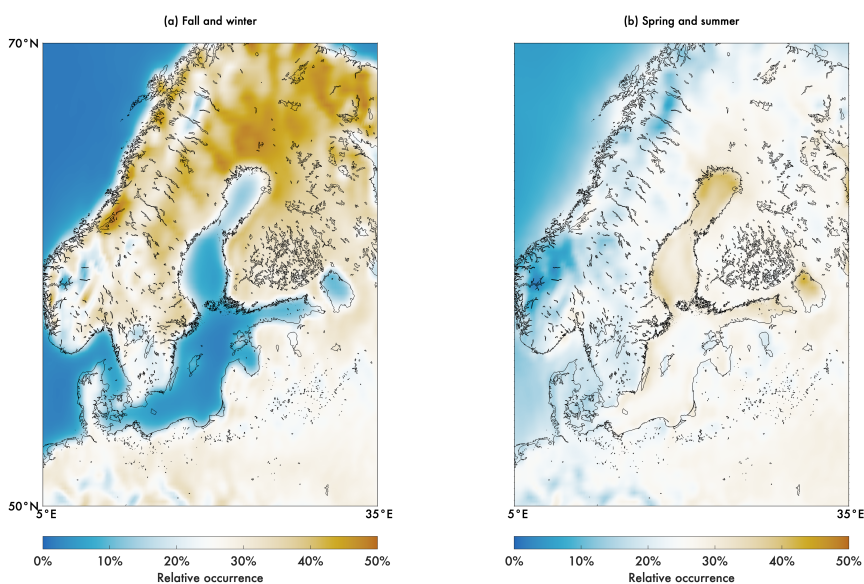 (a) Fall and winter
(b) Spring and summer
70°N
50°N
5°E
35°E
5°E
35°E
0%
10%
20%
30%
40%
50%
0%
10%
20%
30%
40%
50%
Relative occurrence
Relative occurrence